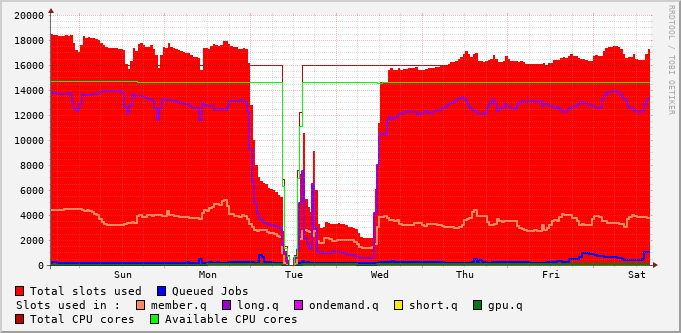 20000
18000
16000
14000
12000
10000
8000
6000
4000
2000
0
Sun Mon Tue Wed Thu Fri Sat
RRDTOOL / TOBI OETIKER
Total slots used Queued Jobs
Slots used in : member.q long.q ondemand.q short.q gpu.q
Total CPU cores Available CPU cores